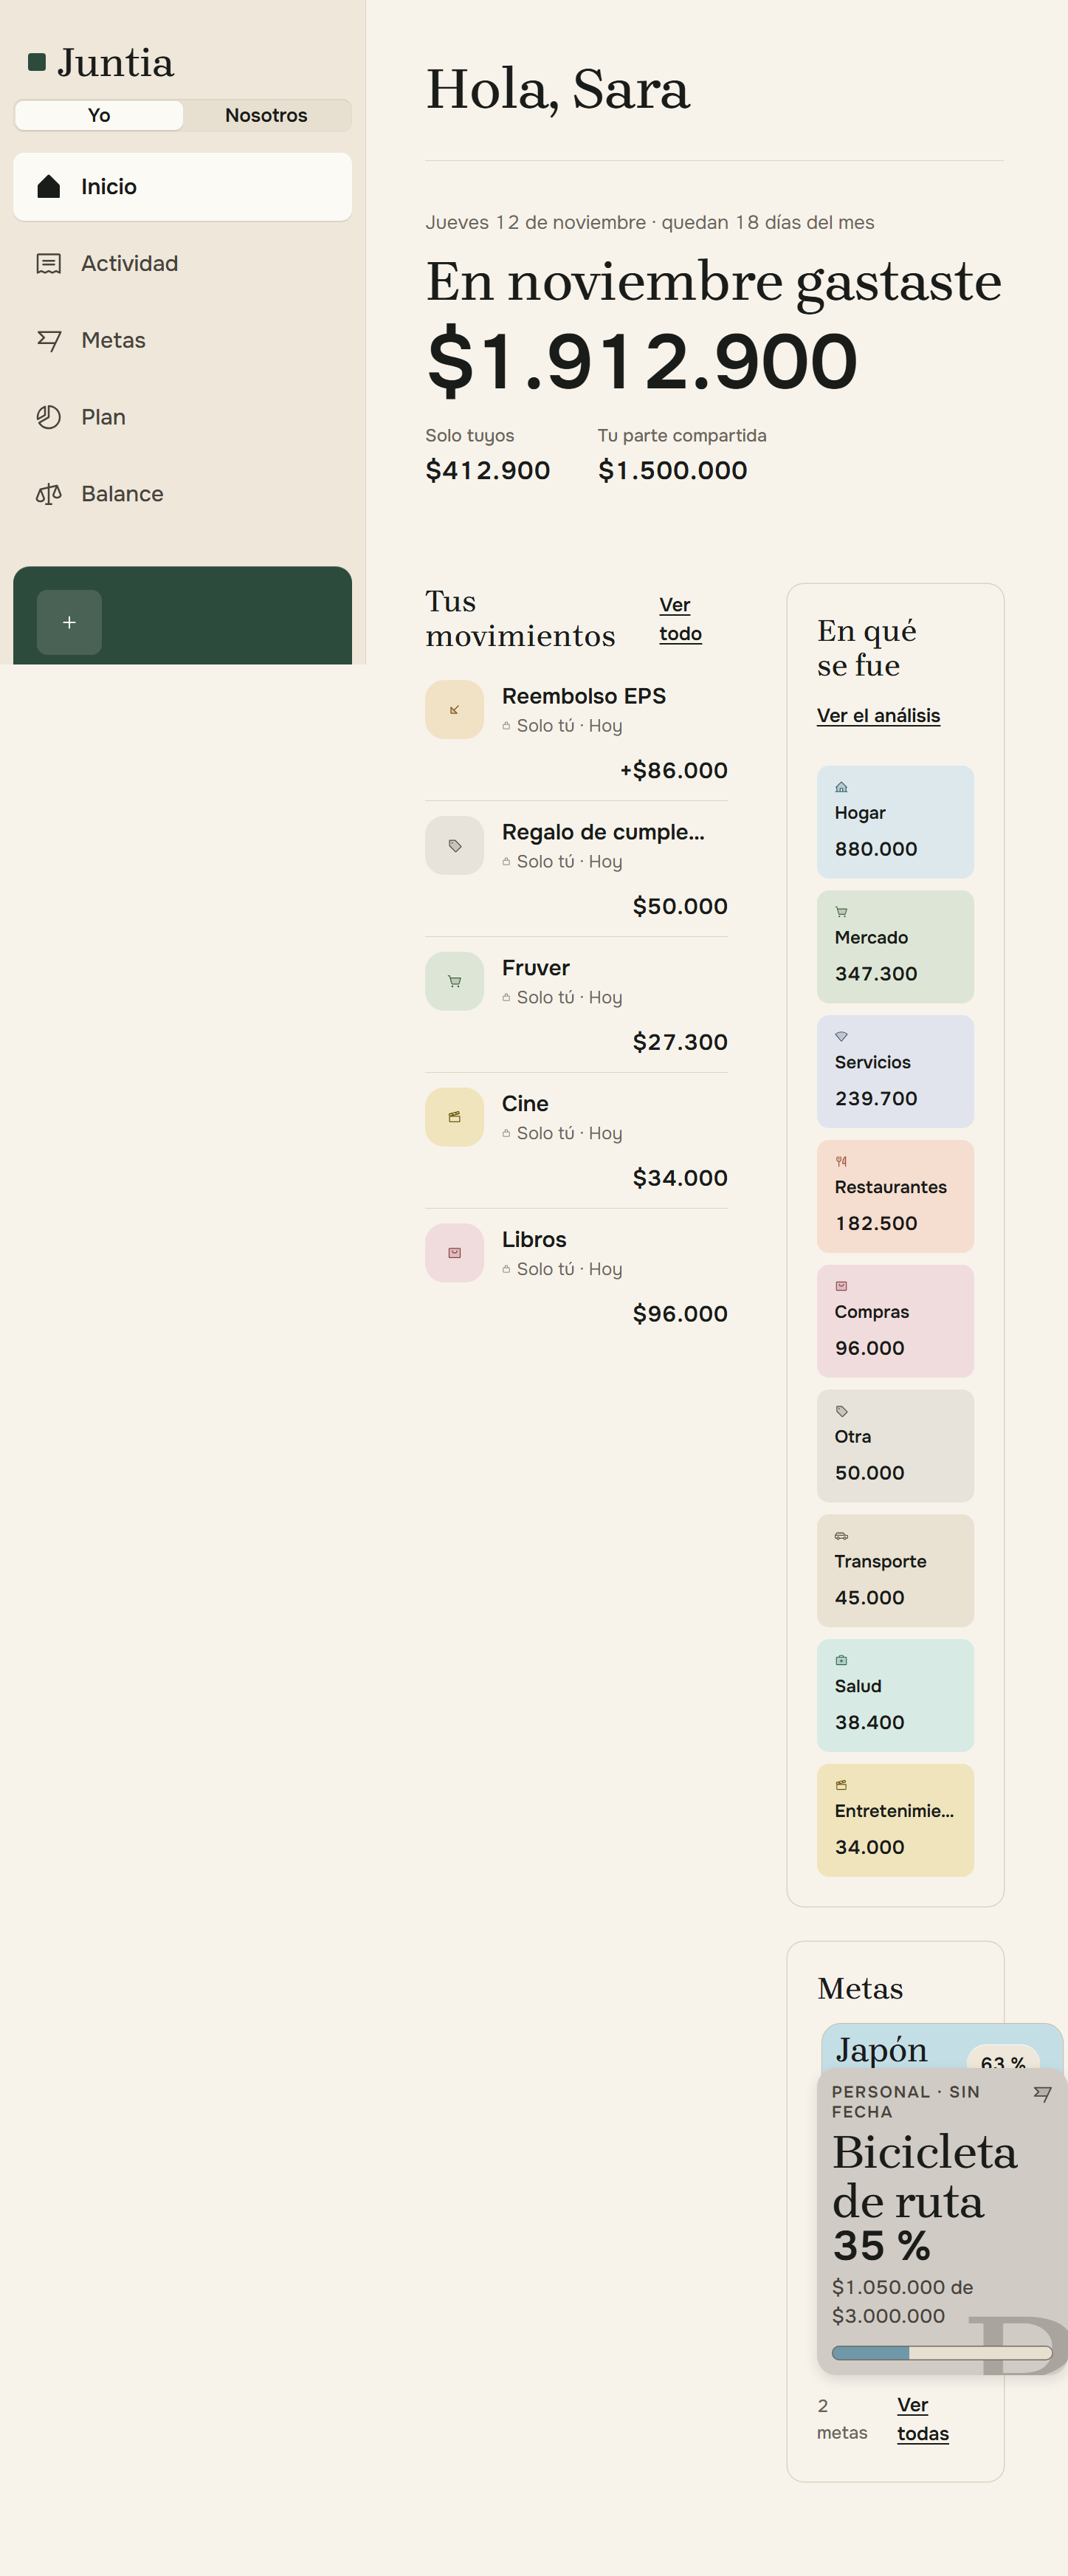 Juntia
Yo
Nosotros
Inicio
Actividad
Metas
Plan
Balance
+
Hola, Sara
Jueves 12 de noviembre · quedan 18 días del mes
En noviembre gastaste
$1.912.900
Solo tuyos
$412.900
Tu parte compartida
$1.500.000
Tus
movimientos
Ver
todo
Reembolso EPS
Solo tú · Hoy
+$86.000
Regalo de cumple...
Solo tú · Hoy
$50.000
Fruver
Solo tú · Hoy
$27.300
Cine
Solo tú · Hoy
$34.000
Libros
Solo tú · Hoy
$96.000
En qué
se fue
Ver el análisis
Hogar
880.000
Mercado
347.300
Servicios
239.700
Restaurantes
182.500
Compras
96.000
Otra
50.000
Transporte
45.000
Salud
38.400
Entretenimie...
34.000
Metas
Japón
63 %
PERSONAL · SIN
FECHA
Bicicleta
de ruta
35 %
$1.050.000 de
$3.000.000
2
metas
Ver
todas